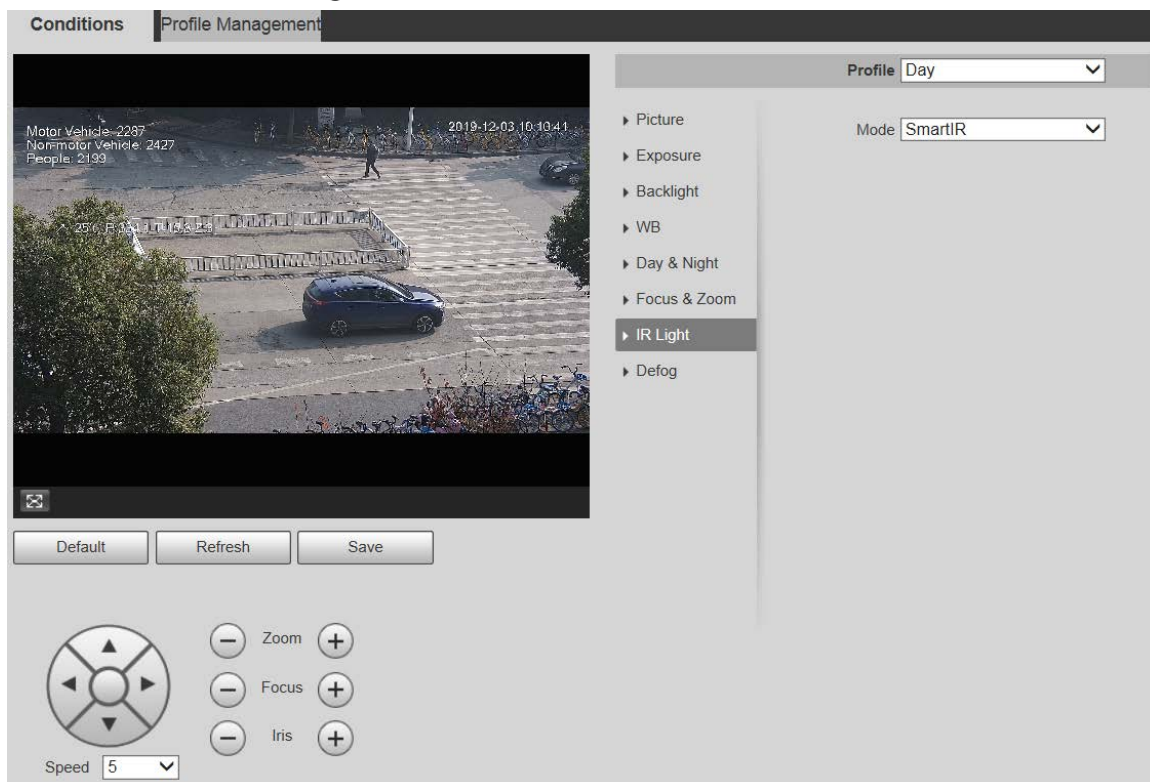 Conditions
Profile Management
Profile Day
Picture
Exposure
Backlight
WB
Day & Night
Focus & Zoom
IR Light
Defog
Mode SmartIR
Motor Vehicle: 2287
Non-motor Vehicle: 2427
People: 2199
2019-12-03 10:10:41
Default
Refresh
Save
Zoom
Focus
Iris
Speed 5